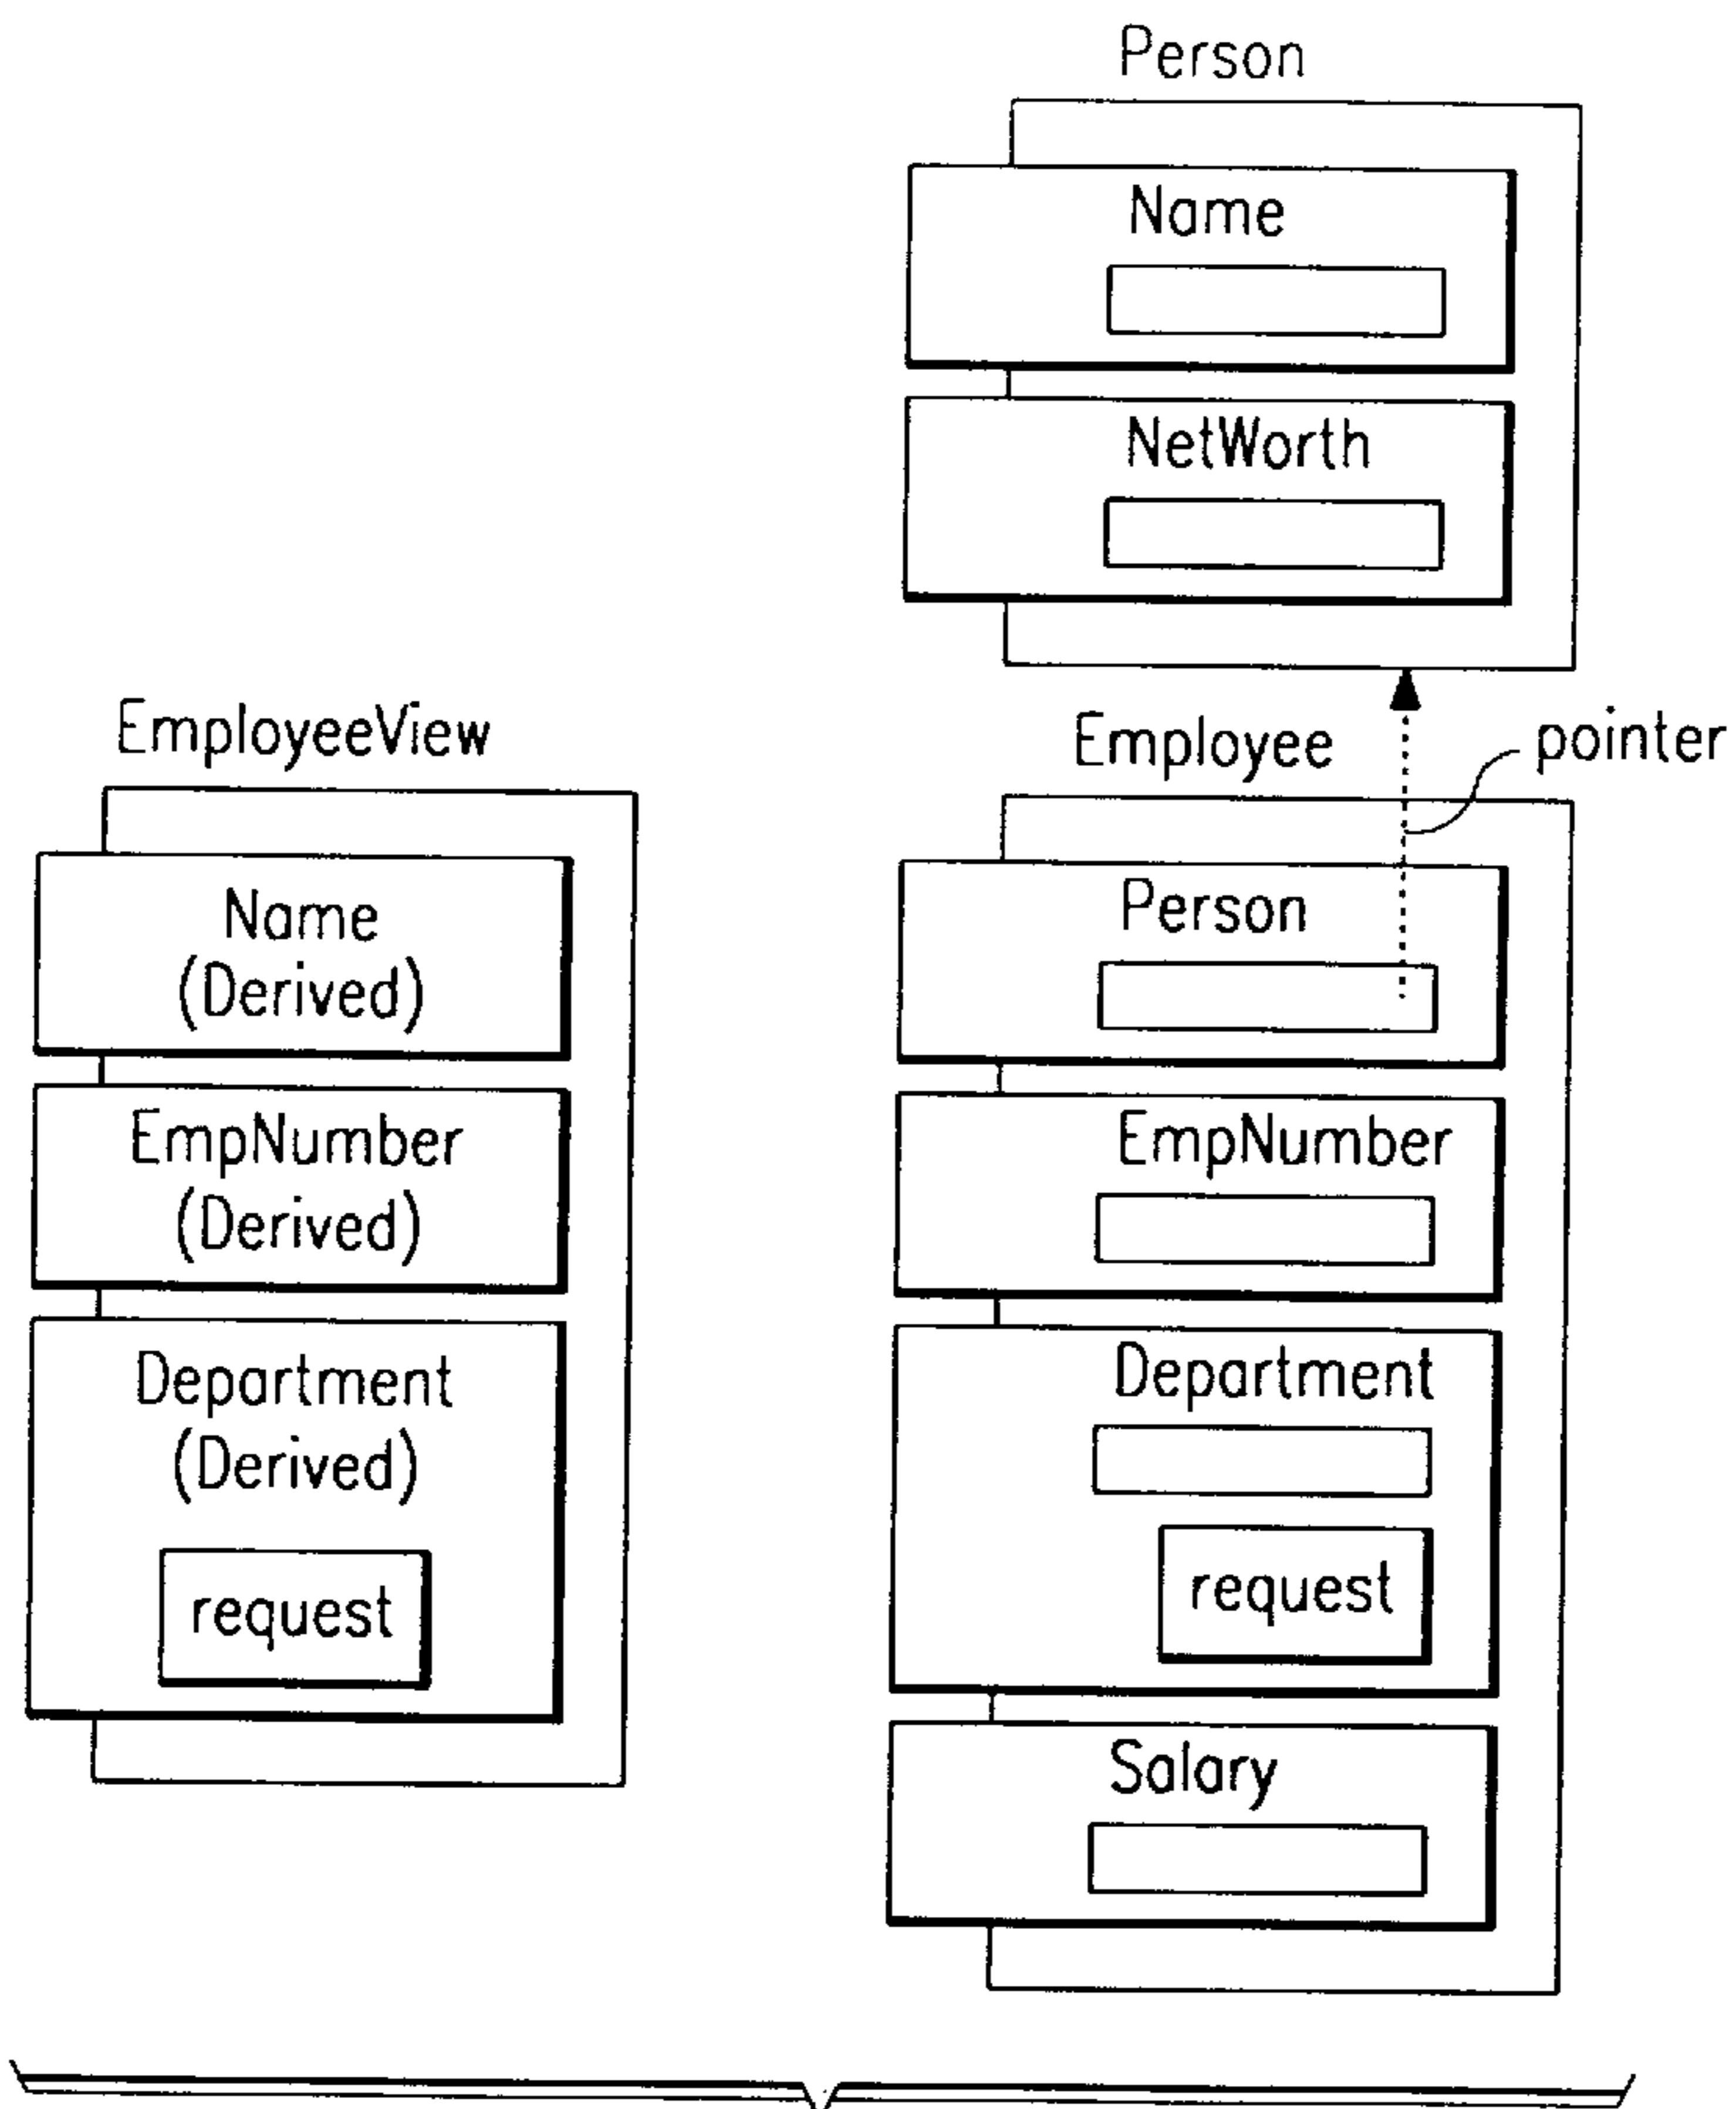 Person
Name
NetWorth
EmployeeView
Employee
pointer
Name
(Derived)
EmpNumber
(Derived)
Department
(Derived)
request
Person
EmpNumber
Department
request
Salary